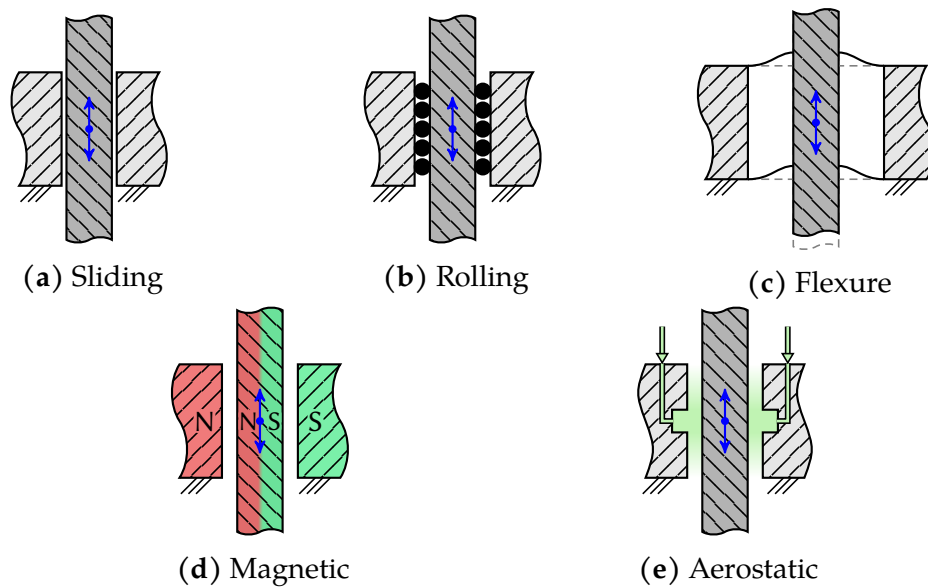 (a) Sliding
(b) Rolling
(c) Flexure
N N S S
(d) Magnetic
(e) Aerostatic